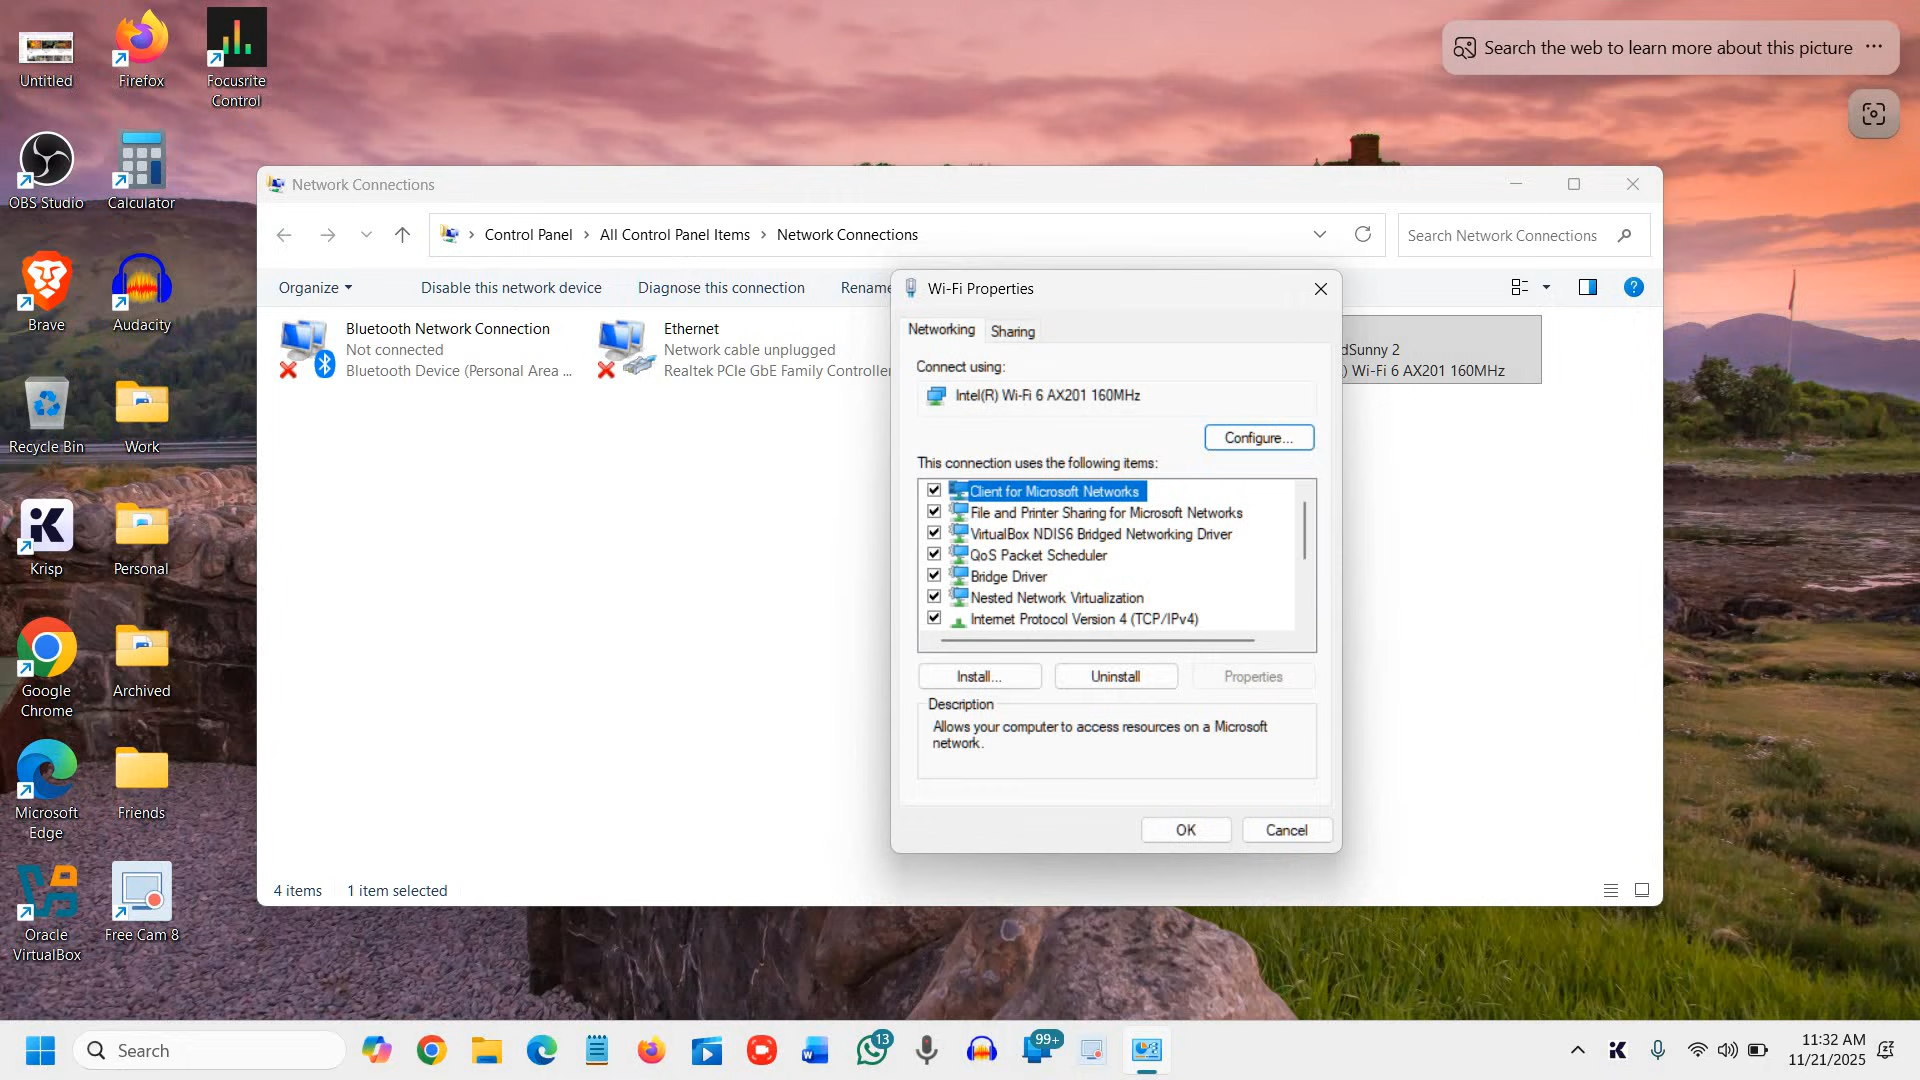 Untitled
Firefox
Focusrite
Control
OBS Studio
Calculator
Brave
Audacity
Recycle Bin
Work
Krisp
Personal
Google
Chrome
Archived
Microsoft
Edge
Friends
Oracle
VirtualBox
Free Cam 8
Search the web to learn more about this picture
Network Connections
Control Panel > All Control Panel Items > Network Connections
Search Network Connections
Organize
Disable this network device
Diagnose this connection
Rename
Bluetooth Network Connection
Not connected
Bluetooth Device (Personal Area ...
Ethernet
Network cable unplugged
Realtek PCIe GbE Family Controller
dSunny 2
) Wi-Fi 6 AX201 160MHz
Wi-Fi Properties
Networking
Sharing
Connect using:
Intel(R) Wi-Fi 6 AX201 160MHz
Configure...
This connection uses the following items:
Client for Microsoft Networks
File and Printer Sharing for Microsoft Networks
VirtualBox NDIS6 Bridged Networking Driver
QoS Packet Scheduler
Bridge Driver
Nested Network Virtualization
Internet Protocol Version 4 (TCP/IPv4)
Install...
Uninstall
Properties
Description
Allows your computer to access resources on a Microsoft
network.
OK
Cancel
4 items
1 item selected
Search
13
99+
11:32 AM
11/21/2025